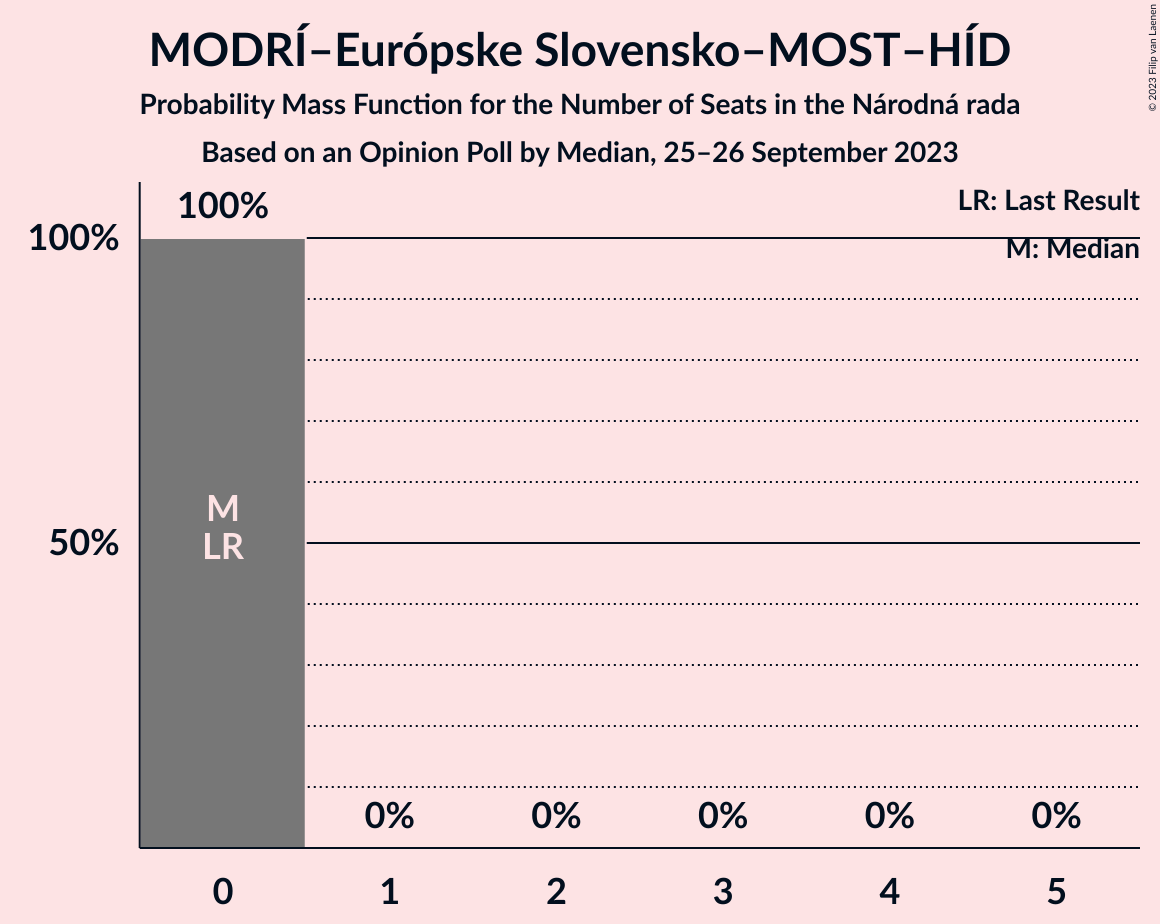 MODRÍ–Európske Slovensko–MOST–HÍD
Probability Mass Function for the Number of Seats in the Národná rada
Based on an Opinion Poll by Median, 25–26 September 2023
© 2023 Filip van Laenen
LR: Last Result
M: Median
100%
100%
50%
M
LR
0% 0% 0% 0% 0%
0 1 2 3 4 5